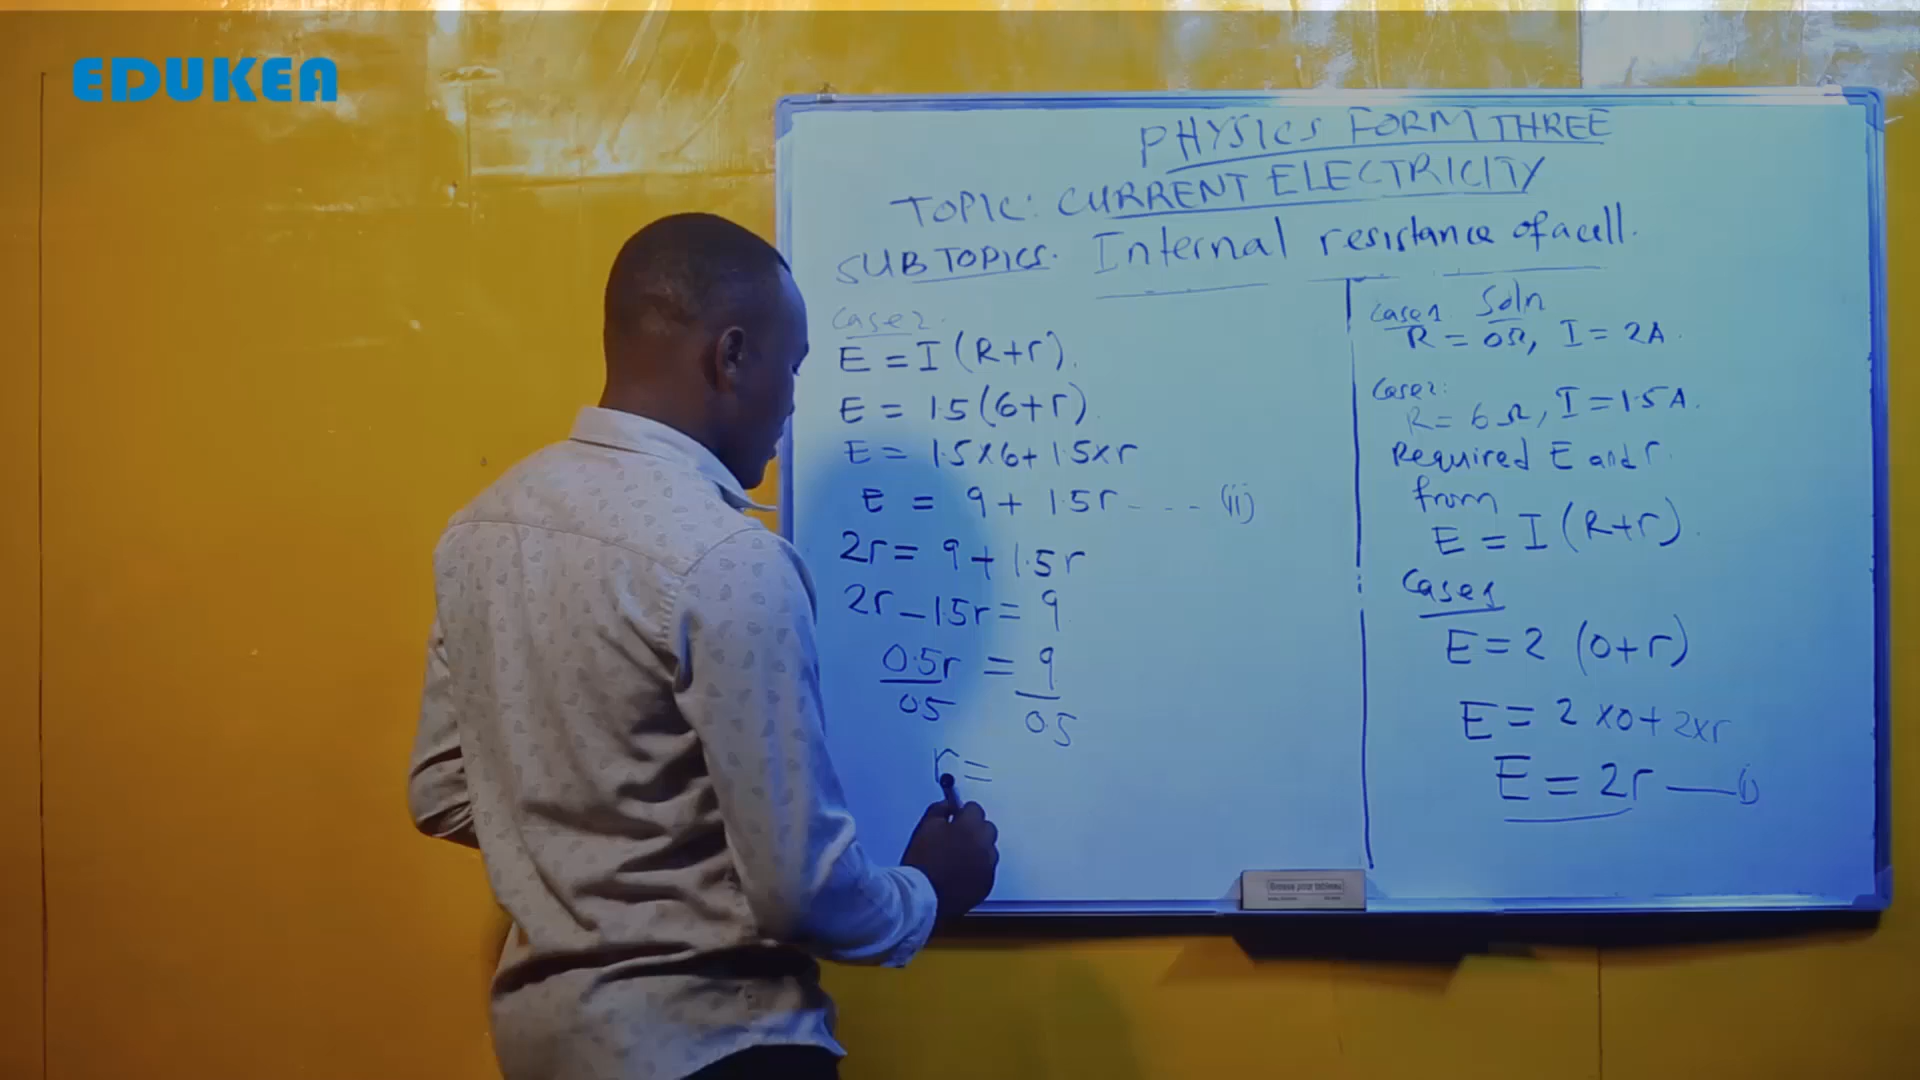 EDUKEA
PHYSICS FORM THREE
TOPIC: CURRENT ELECTRICITY
SUBTOPICS. Internal resistance of a cell.
Case 2.
E = I (R+r).
E = 1.5(6+r).
E = 1.5x6+1.5xr
E = 9 + 1.5r - - - - (ii)
2r = 9 + 1.5r
2r - 1.5r = 9
0.5r = 9
0.5 0.5
r =
Case 1 Soln
R = 0Ω, I = 2A.
Case 2:
R = 6Ω, I = 1.5A.
Required E and r.
from
E = I (R+r).
Case 1
E = 2 (0+r)
E = 2 x0 + 2xr
E = 2r — (i)